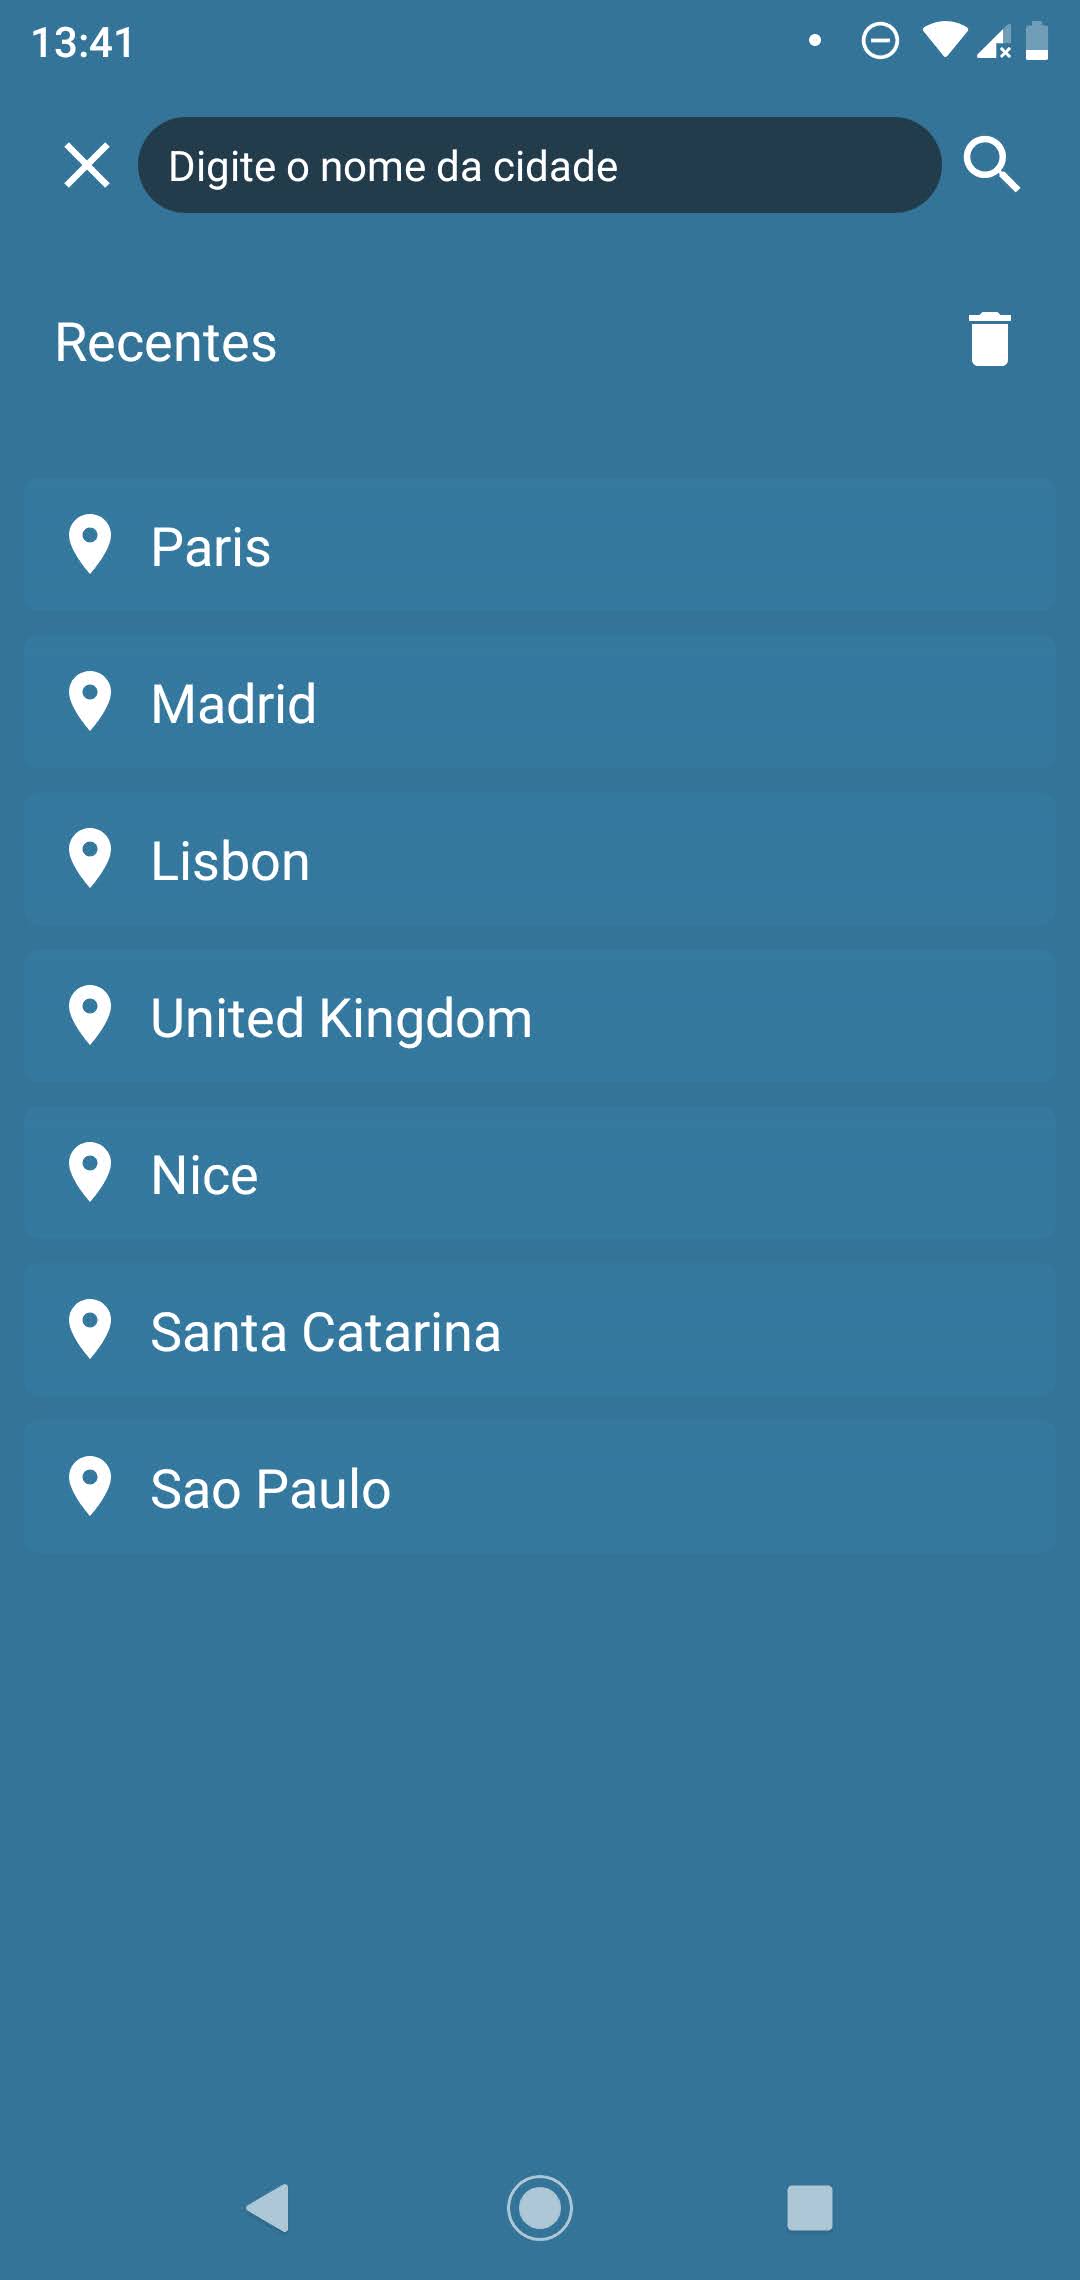 13:41
Digite o nome da cidade
Recentes
Paris
Madrid
Lisbon
United Kingdom
Nice
Santa Catarina
Sao Paulo